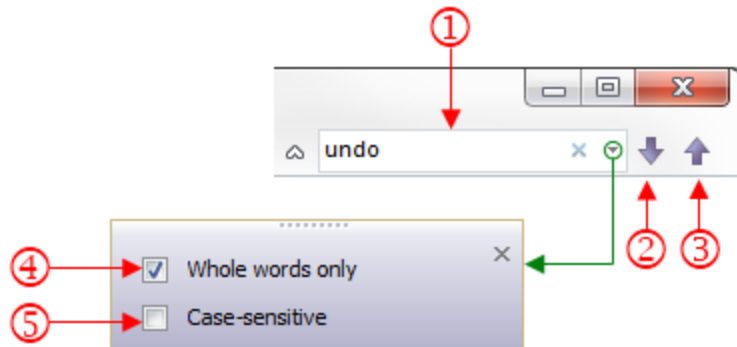 ①
undo
② ③
④ Whole words only
⑤ Case-sensitive